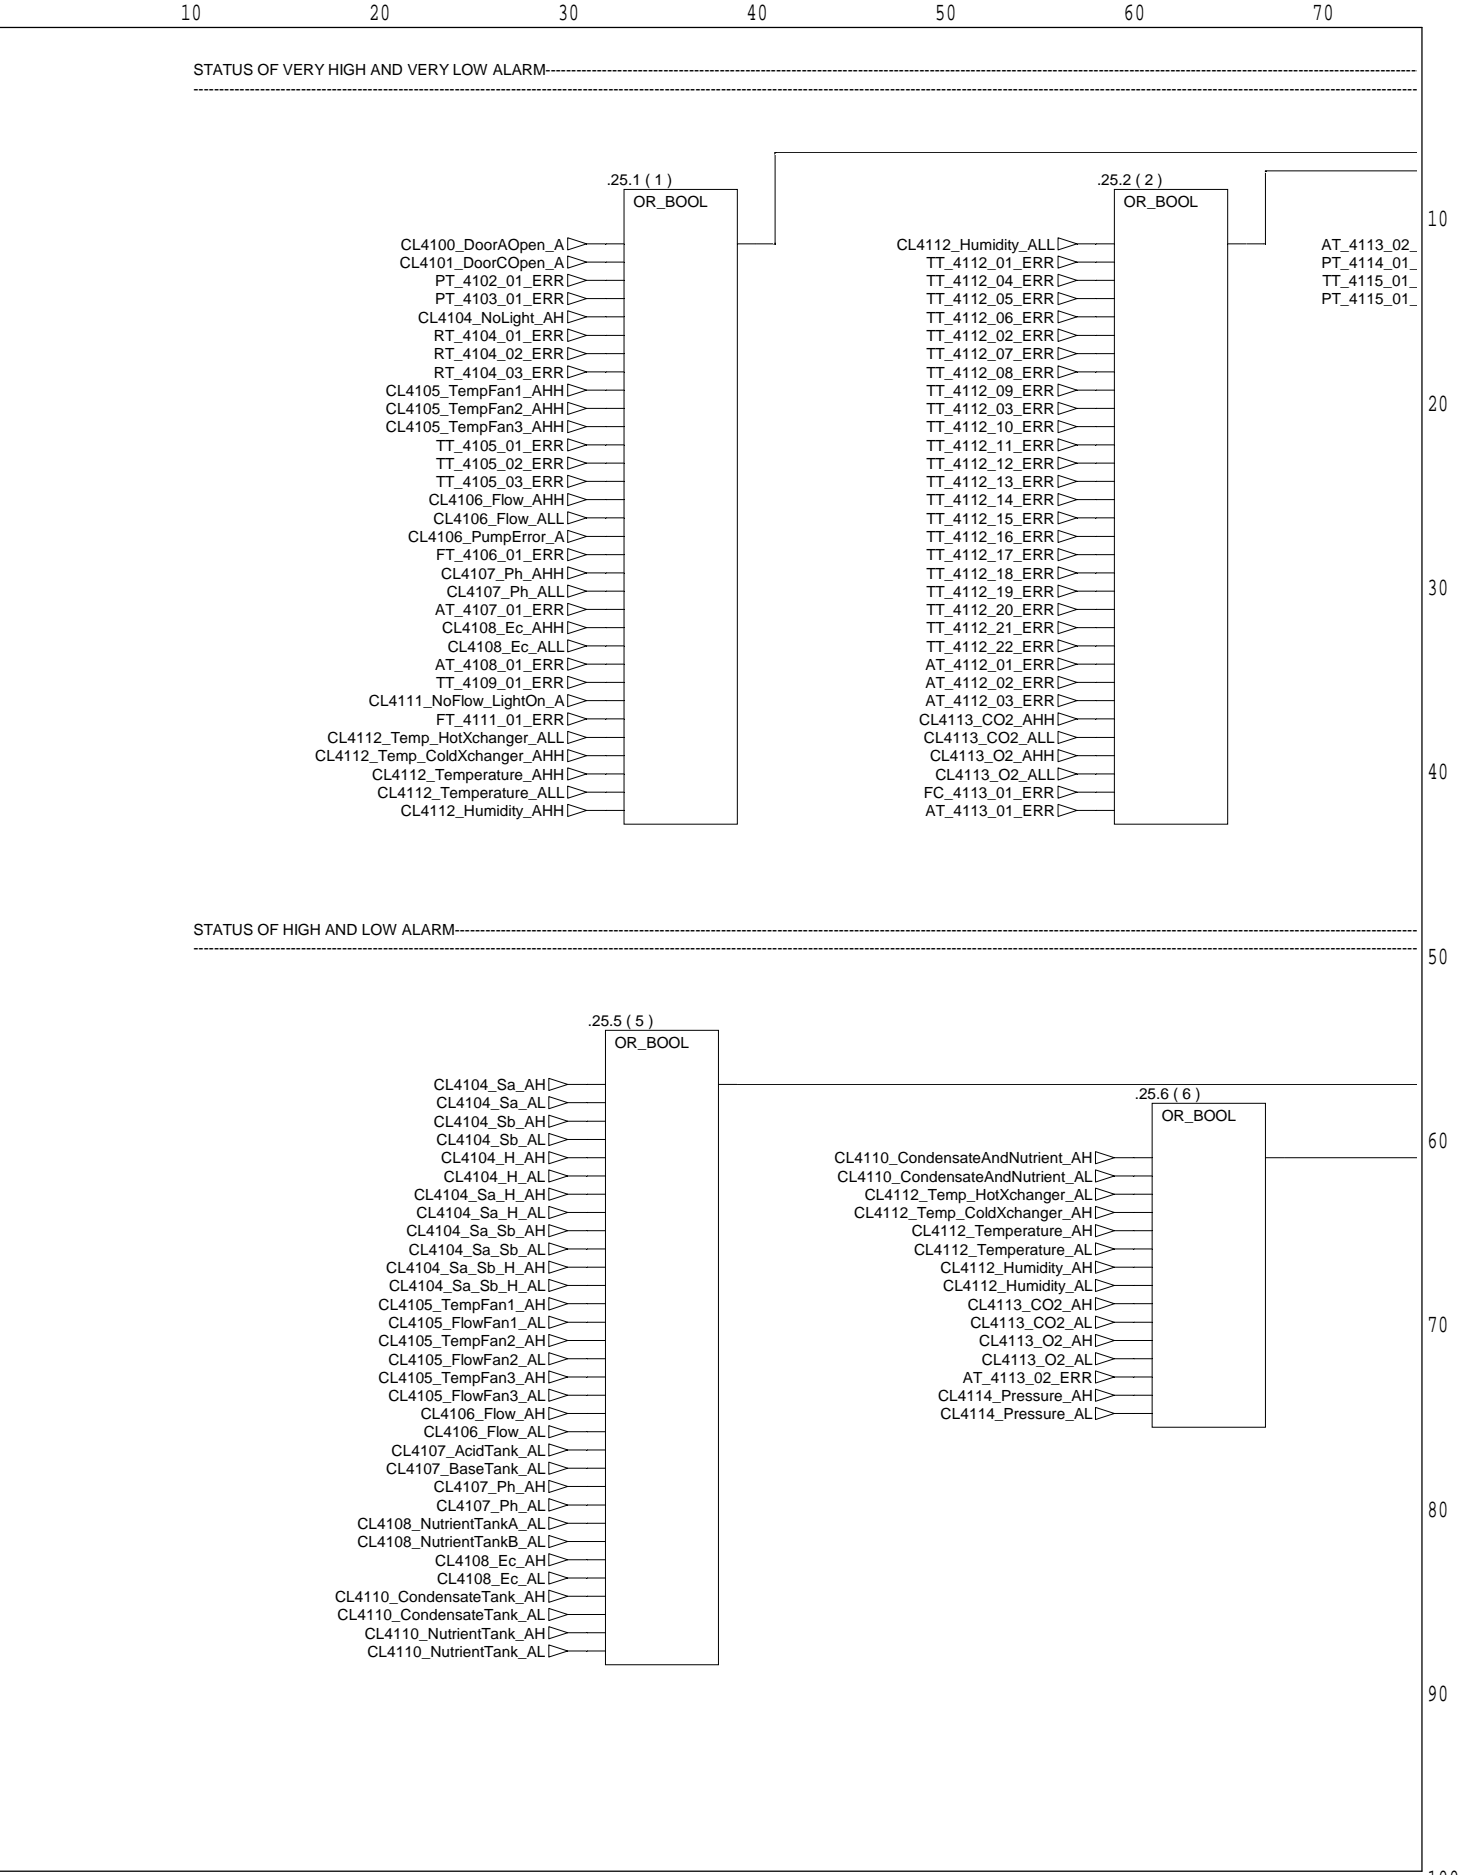 10 20 30 40 50 60 70
STATUS OF VERY HIGH AND VERY LOW ALARM
.25.1 ( 1 )
OR_BOOL
CL4100_DoorAOpen_A
CL4101_DoorCOpen_A
PT_4102_01_ERR
PT_4103_01_ERR
CL4104_NoLight_AH
RT_4104_01_ERR
RT_4104_02_ERR
RT_4104_03_ERR
CL4105_TempFan1_AHH
CL4105_TempFan2_AHH
CL4105_TempFan3_AHH
TT_4105_01_ERR
TT_4105_02_ERR
TT_4105_03_ERR
CL4106_Flow_AHH
CL4106_Flow_ALL
CL4106_PumpError_A
FT_4106_01_ERR
CL4107_Ph_AHH
CL4107_Ph_ALL
AT_4107_01_ERR
CL4108_Ec_AHH
CL4108_Ec_ALL
AT_4108_01_ERR
TT_4109_01_ERR
CL4111_NoFlow_LightOn_A
FT_4111_01_ERR
CL4112_Temp_HotXchanger_ALL
CL4112_Temp_ColdXchanger_AHH
CL4112_Temperature_AHH
CL4112_Temperature_ALL
CL4112_Humidity_AHH
.25.2 ( 2 )
OR_BOOL
CL4112_Humidity_ALL
TT_4112_01_ERR
TT_4112_04_ERR
TT_4112_05_ERR
TT_4112_06_ERR
TT_4112_02_ERR
TT_4112_07_ERR
TT_4112_08_ERR
TT_4112_09_ERR
TT_4112_03_ERR
TT_4112_10_ERR
TT_4112_11_ERR
TT_4112_12_ERR
TT_4112_13_ERR
TT_4112_14_ERR
TT_4112_15_ERR
TT_4112_16_ERR
TT_4112_17_ERR
TT_4112_18_ERR
TT_4112_19_ERR
TT_4112_20_ERR
TT_4112_21_ERR
TT_4112_22_ERR
AT_4112_01_ERR
AT_4112_02_ERR
AT_4112_03_ERR
CL4113_CO2_AHH
CL4113_CO2_ALL
CL4113_O2_AHH
CL4113_O2_ALL
FC_4113_01_ERR
AT_4113_01_ERR
AT_4113_02_
PT_4114_01_
TT_4115_01_
PT_4115_01_
10
20
30
40
STATUS OF HIGH AND LOW ALARM
50
.25.5 ( 5 )
OR_BOOL
CL4104_Sa_AH
CL4104_Sa_AL
CL4104_Sb_AH
CL4104_Sb_AL
CL4104_H_AH
CL4104_H_AL
CL4104_Sa_H_AH
CL4104_Sa_H_AL
CL4104_Sa_Sb_AH
CL4104_Sa_Sb_AL
CL4104_Sa_Sb_H_AH
CL4104_Sa_Sb_H_AL
CL4105_TempFan1_AH
CL4105_FlowFan1_AL
CL4105_TempFan2_AH
CL4105_FlowFan2_AL
CL4105_TempFan3_AH
CL4105_FlowFan3_AL
CL4106_Flow_AH
CL4106_Flow_AL
CL4107_AcidTank_AL
CL4107_BaseTank_AL
CL4107_Ph_AH
CL4107_Ph_AL
CL4108_NutrientTankA_AL
CL4108_NutrientTankB_AL
CL4108_Ec_AH
CL4108_Ec_AL
CL4110_CondensateTank_AH
CL4110_CondensateTank_AL
CL4110_NutrientTank_AH
CL4110_NutrientTank_AL
.25.6 ( 6 )
OR_BOOL
CL4110_CondensateAndNutrient_AH
CL4110_CondensateAndNutrient_AL
CL4112_Temp_HotXchanger_AL
CL4112_Temp_ColdXchanger_AH
CL4112_Temperature_AH
CL4112_Temperature_AL
CL4112_Humidity_AH
CL4112_Humidity_AL
CL4113_CO2_AH
CL4113_CO2_AL
CL4113_O2_AH
CL4113_O2_AL
AT_4113_02_ERR
CL4114_Pressure_AH
CL4114_Pressure_AL
60
70
80
90